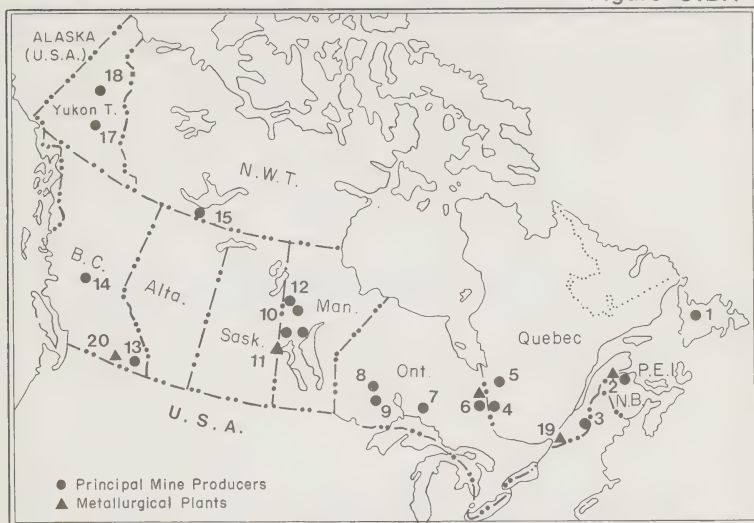 ALASKA
(U.S.A.)
18
Yukon T.
17
N.W.T.
15
B.C.
14
Alta.
12
10
Man.
Sask.
11
1
Quebec
20
13
Ont.
5
8
7
6
4
9
P.E.I.
2
N.B.
3
19
U.S.A.
● Principal Mine Producers
▲ Metallurgical Plants